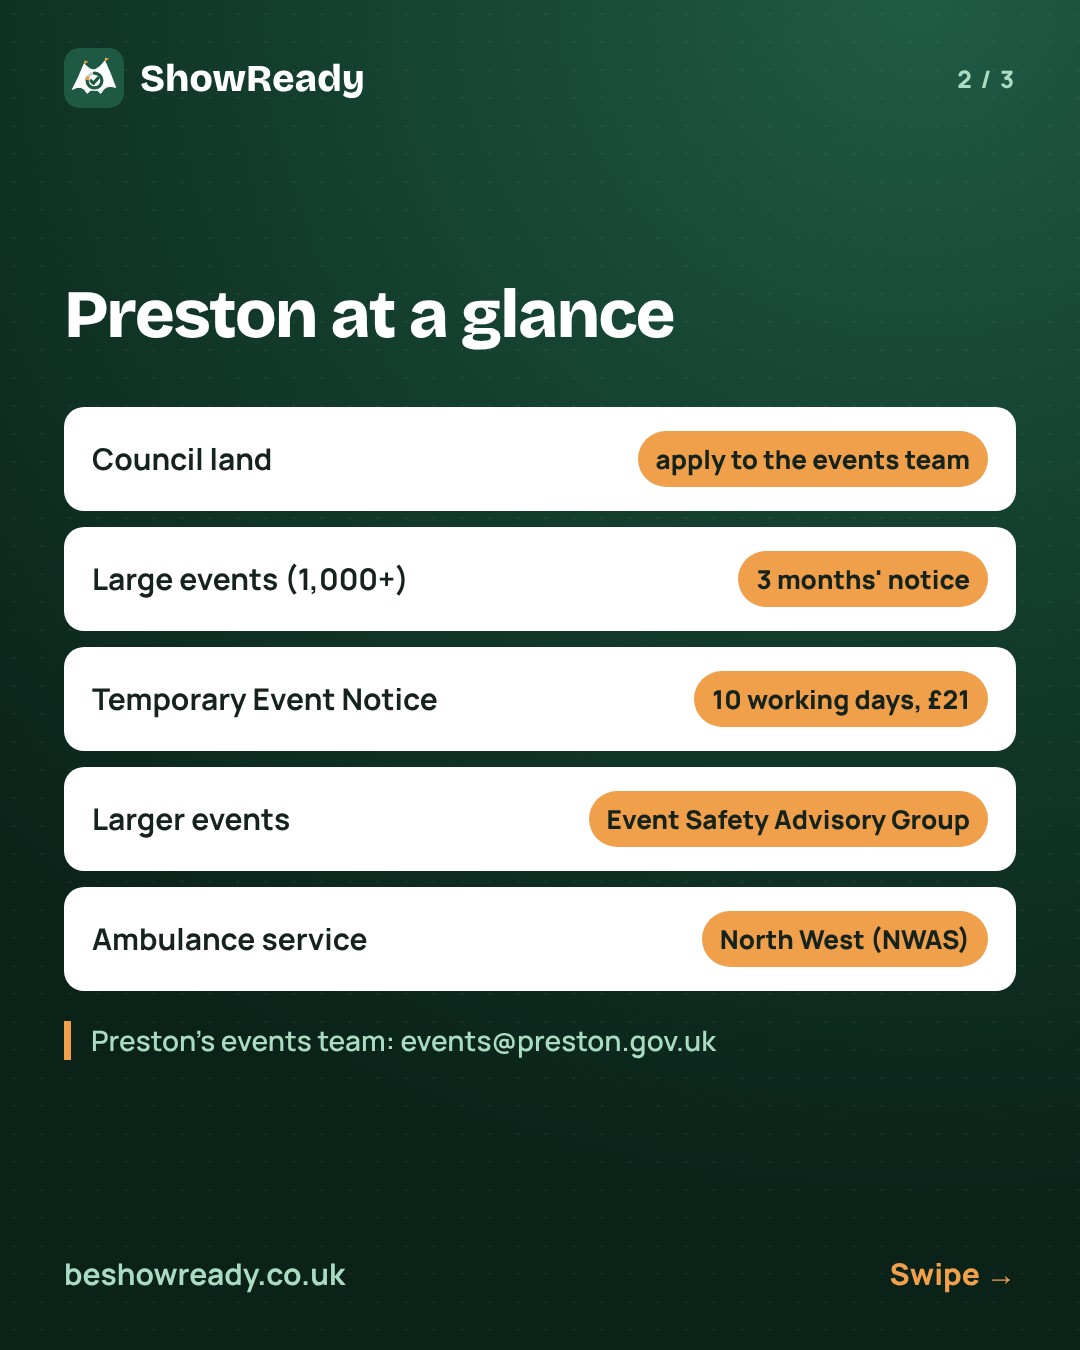 ShowReady
2 / 3
Preston at a glance
Council land apply to the events team
Large events (1,000+) 3 months' notice
Temporary Event Notice 10 working days, £21
Larger events Event Safety Advisory Group
Ambulance service North West (NWAS)
Preston’s events team: events@preston.gov.uk
beshowready.co.uk Swipe →